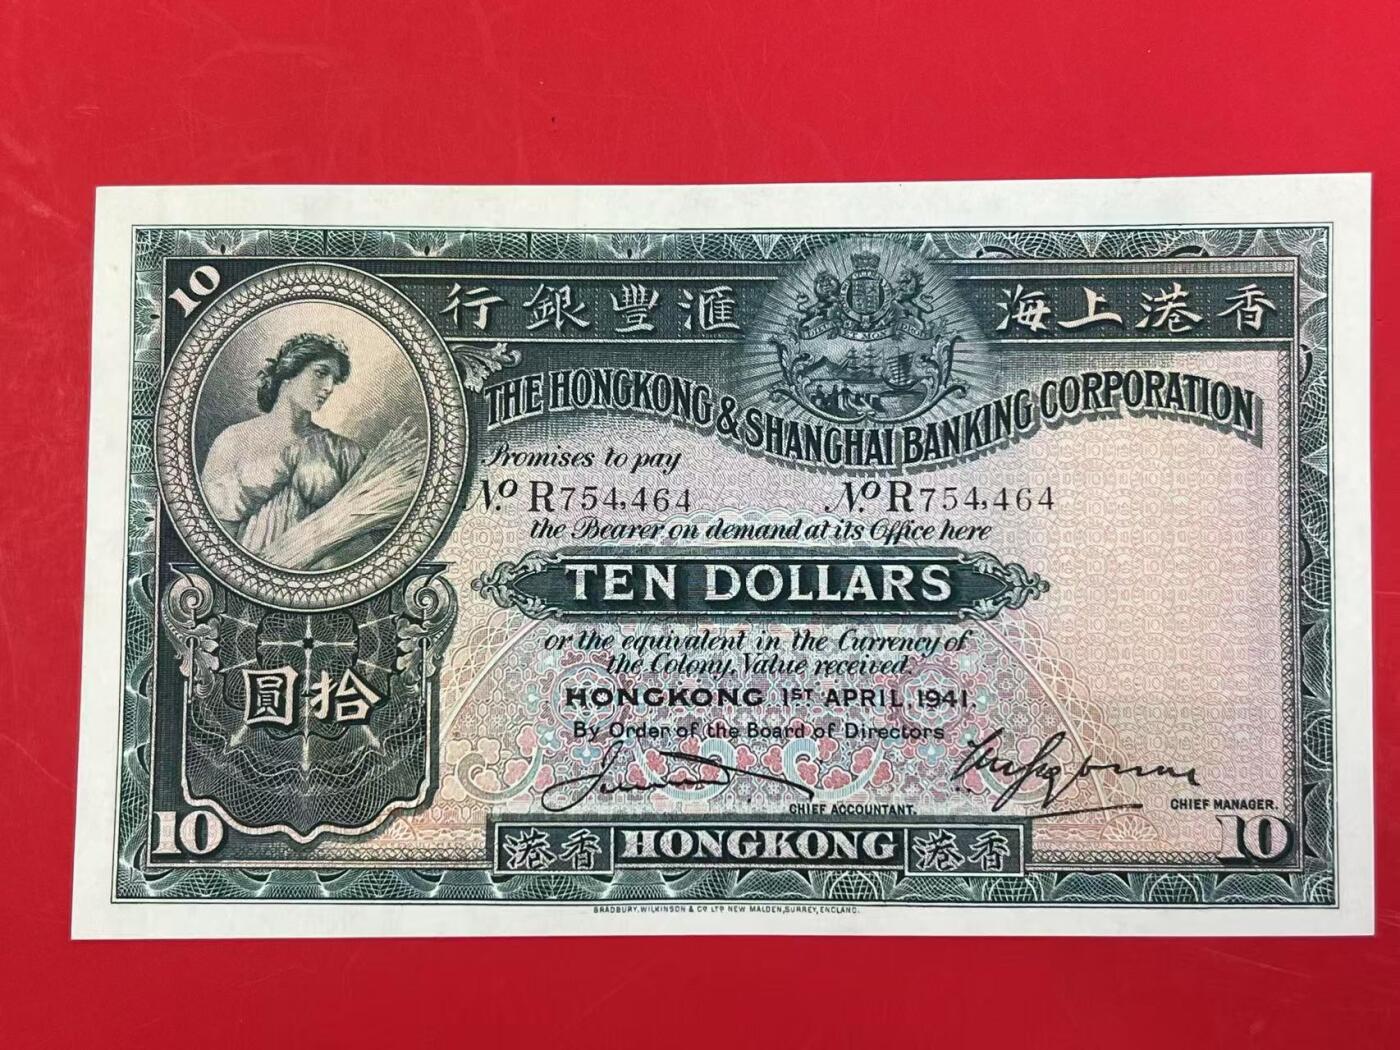 10
行銀豐滙 海上港香
THE HONGKONG & SHANGHAI BANKING CORPORATION
Promises to pay
No. R754,464 No. R754,464
the Bearer on demand at its Office here
TEN DOLLARS
or the equivalent in the Currency of
the Colony, Value received
圓拾
HONGKONG 1ST APRIL, 1941.
By Order of the Board of Directors
CHIEF ACCOUNTANT.
CHIEF MANAGER.
10 港香 HONGKONG 港香 10
BRADBURY, WILKINSON & CO LTD NEW MALDEN, SURREY, ENGLAND.